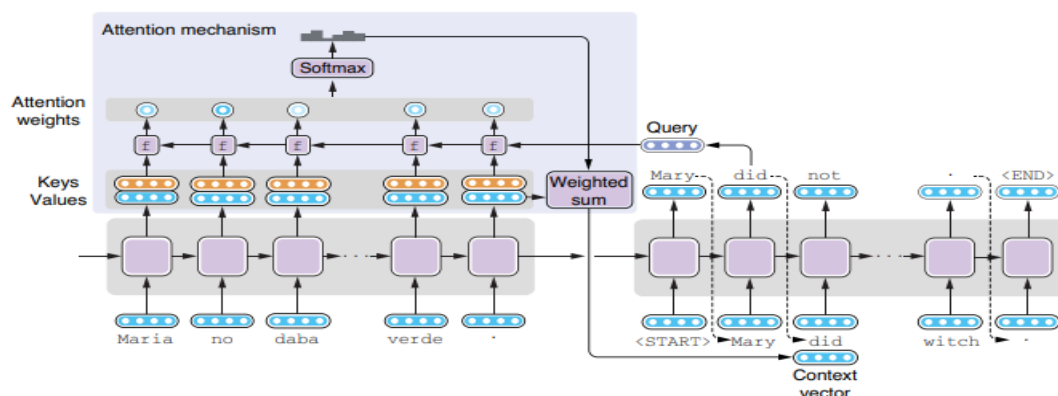 Attention mechanism
Softmax
Attention
weights
f f f f f
Query
Keys
Values
Weighted
sum
Mary did not . <END>
Maria no daba verde .
<START> Mary did witch .
Context
vector